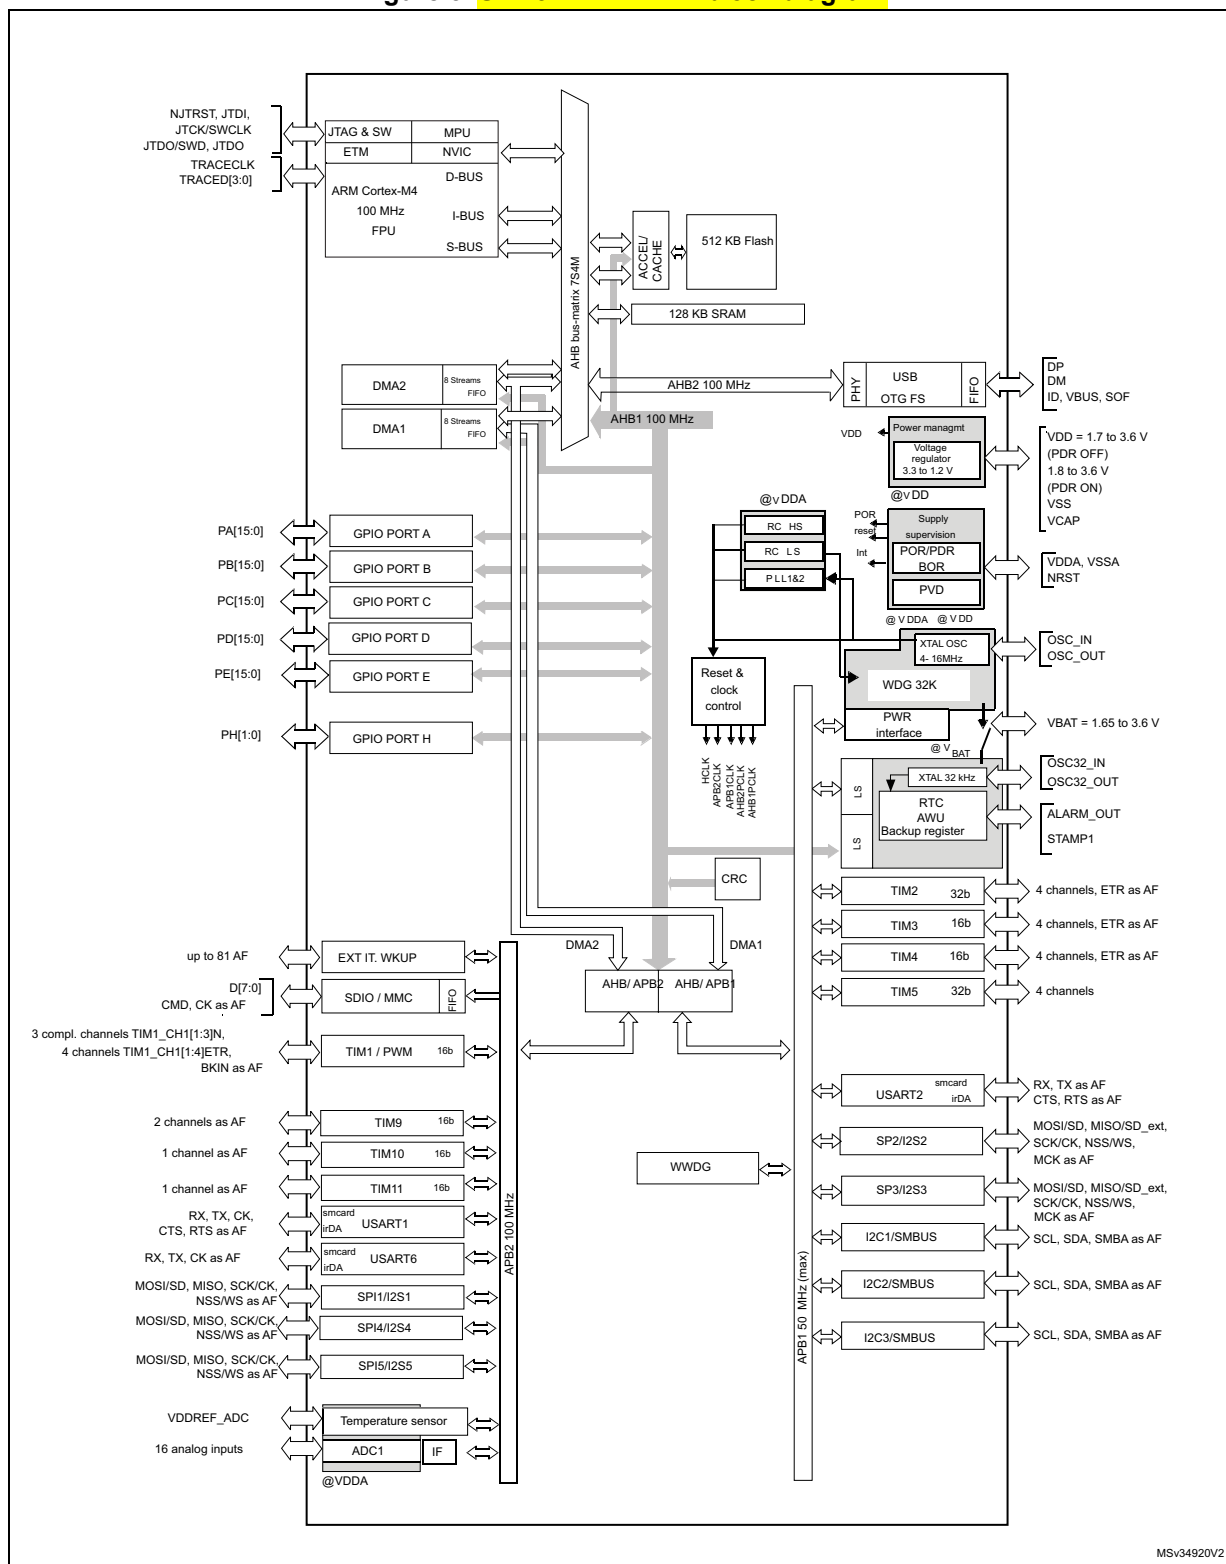 NJTRST, JTDI,
JTCK/SWCLK
JTDO/SWD, JTDO
TRACECLK
TRACED[3:0]
JTAG & SW
MPU
ETM
NVIC
D-BUS
ARM Cortex-M4
100 MHz
FPU
I-BUS
S-BUS
AHB bus-matrix 7S4M
ACCEL/
CACHE
512 KB Flash
128 KB SRAM
DMA2
8 Streams
FIFO
DMA1
8 Streams
FIFO
AHB2 100 MHz
AHB1 100 MHz
PHY
USB
OTG FS
FIFO
DP
DM
ID, VBUS, SOF
Power managmt
VDD
Voltage
regulator
3.3 to 1.2 V
@VDD
VDD = 1.7 to 3.6 V
(PDR OFF)
1.8 to 3.6 V
(PDR ON)
VSS
VCAP
@VDDA
RC HS
RC LS
PLL1&2
POR
reset
Int
Supply
supervision
POR/PDR
BOR
PVD
VDDA, VSSA
NRST
@VDDA @VDD
XTAL OSC
4- 16MHz
WDG 32K
OSC_IN
OSC_OUT
PA[15:0]
GPIO PORT A
PB[15:0]
GPIO PORT B
PC[15:0]
GPIO PORT C
PD[15:0]
GPIO PORT D
PE[15:0]
GPIO PORT E
PH[1:0]
GPIO PORT H
Reset &
clock
control
HCLK
APB2CLK
APB1CLK
AHB2PCLK
AHB1PCLK
PWR
interface
@VBAT
VBAT = 1.65 to 3.6 V
LS
LS
XTAL 32 kHz
RTC
AWU
Backup register
OSC32_IN
OSC32_OUT
ALARM_OUT
STAMP1
CRC
DMA2
DMA1
AHB/ APB2
AHB/ APB1
TIM2
32b
4 channels, ETR as AF
TIM3
16b
4 channels, ETR as AF
TIM4
16b
4 channels, ETR as AF
TIM5
32b
4 channels
up to 81 AF
EXT IT. WKUP
D[7:0]
CMD, CK as AF
SDIO / MMC
FIFO
3 compl. channels TIM1_CH1[1:3]N,
4 channels TIM1_CH1[1:4]ETR,
BKIN as AF
TIM1 / PWM
16b
2 channels as AF
TIM9
16b
1 channel as AF
TIM10
16b
1 channel as AF
TIM11
16b
RX, TX, CK,
CTS, RTS as AF
smcard
irDA
USART1
RX, TX, CK as AF
smcard
irDA
USART6
MOSI/SD, MISO, SCK/CK,
NSS/WS as AF
SPI1/I2S1
MOSI/SD, MISO, SCK/CK,
NSS/WS as AF
SPI4/I2S4
MOSI/SD, MISO, SCK/CK,
NSS/WS as AF
SPI5/I2S5
VDDREF_ADC
Temperature sensor
16 analog inputs
ADC1
IF
@VDDA
APB2 100 MHz
WWDG
APB1 50 MHz (max)
USART2
smcard
irDA
RX, TX as AF
CTS, RTS as AF
SP2/I2S2
MOSI/SD, MISO/SD_ext,
SCK/CK, NSS/WS,
MCK as AF
SP3/I2S3
MOSI/SD, MISO/SD_ext,
SCK/CK, NSS/WS,
MCK as AF
I2C1/SMBUS
SCL, SDA, SMBA as AF
I2C2/SMBUS
SCL, SDA, SMBA as AF
I2C3/SMBUS
SCL, SDA, SMBA as AF
MSv34920V2